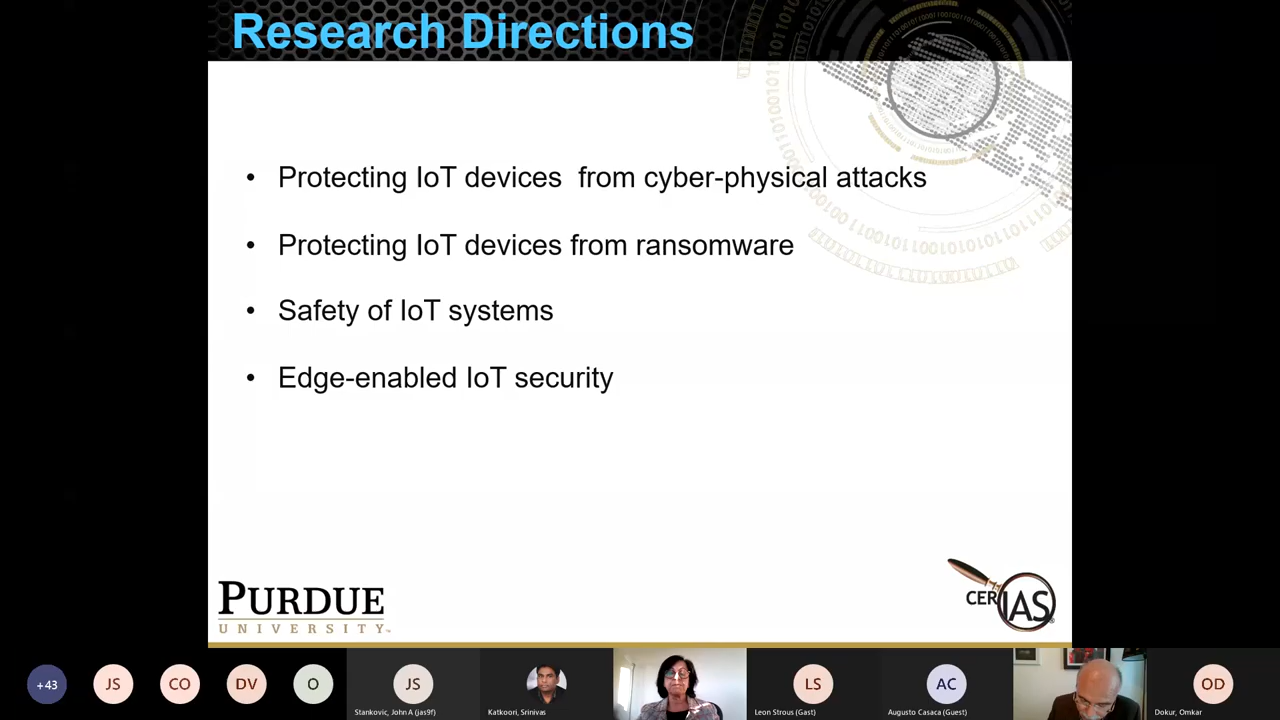 Research Directions
• Protecting IoT devices  from cyber-physical attacks
• Protecting IoT devices from ransomware
• Safety of IoT systems
• Edge-enabled IoT security
PURDUE
UNIVERSITY™
CERIAS®
+43
JS
CO
DV
O
JS
LS
AC
OD
Stankovic, John A (jas9f)
Katkoori, Srinivas
Leon Strous (Gast)
Augusto Casaca (Guest)
Dokur, Omkar